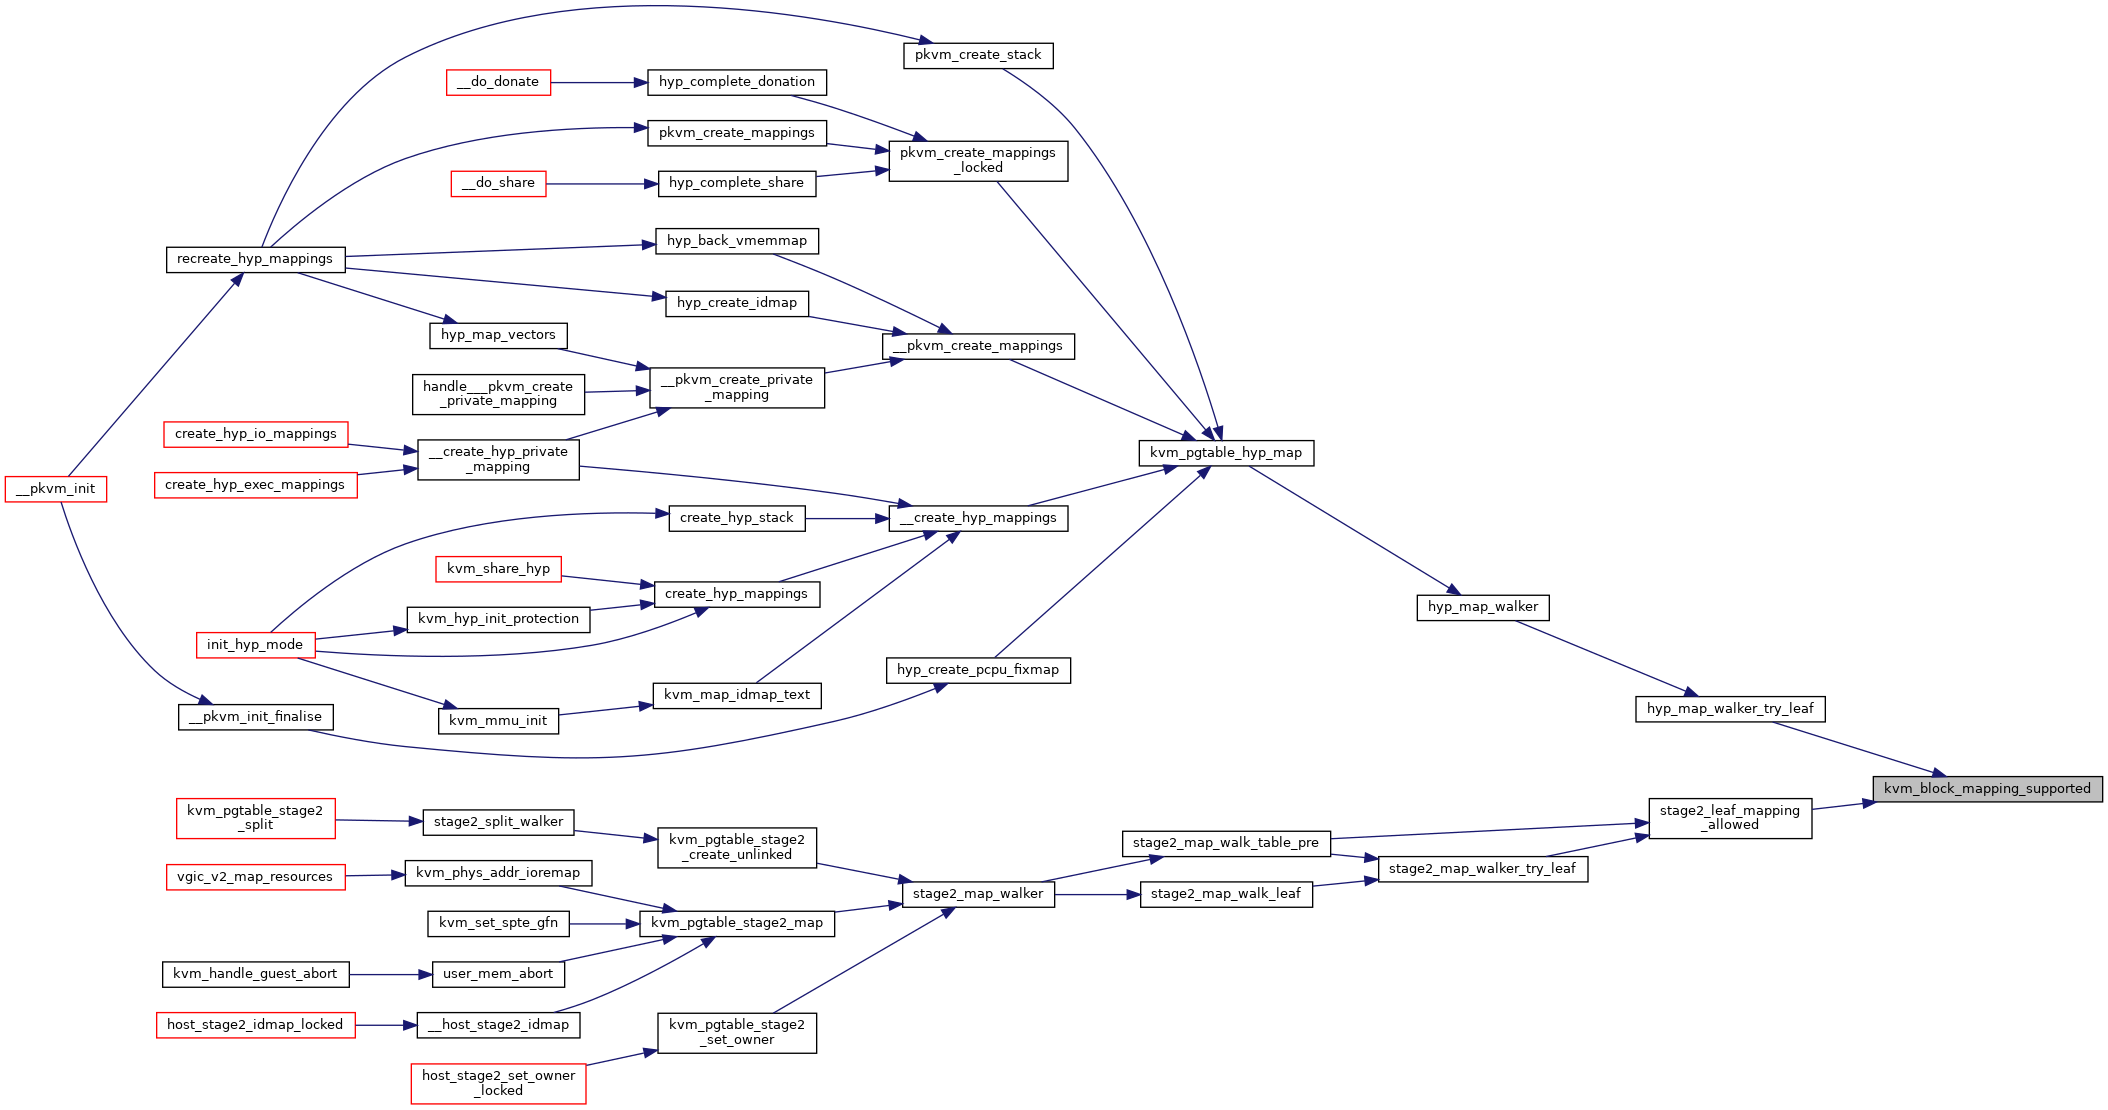 pkvm_create_stack
__do_donate
hyp_complete_donation
pkvm_create_mappings
pkvm_create_mappings
_locked
__do_share
hyp_complete_share
hyp_back_vmemmap
recreate_hyp_mappings
hyp_create_idmap
hyp_map_vectors
__pkvm_create_mappings
handle___pkvm_create
_private_mapping
__pkvm_create_private
_mapping
create_hyp_io_mappings
__create_hyp_private
_mapping
kvm_pgtable_hyp_map
__pkvm_init
create_hyp_exec_mappings
create_hyp_stack
__create_hyp_mappings
kvm_share_hyp
create_hyp_mappings
hyp_map_walker
kvm_hyp_init_protection
init_hyp_mode
hyp_create_pcpu_fixmap
kvm_map_idmap_text
hyp_map_walker_try_leaf
__pkvm_init_finalise
kvm_mmu_init
kvm_block_mapping_supported
kvm_pgtable_stage2
_split
stage2_split_walker
stage2_leaf_mapping
_allowed
kvm_pgtable_stage2
_create_unlinked
stage2_map_walk_table_pre
vgic_v2_map_resources
kvm_phys_addr_ioremap
stage2_map_walker_try_leaf
stage2_map_walker
stage2_map_walk_leaf
kvm_set_spte_gfn
kvm_pgtable_stage2_map
kvm_handle_guest_abort
user_mem_abort
host_stage2_idmap_locked
__host_stage2_idmap
kvm_pgtable_stage2
_set_owner
host_stage2_set_owner
_locked